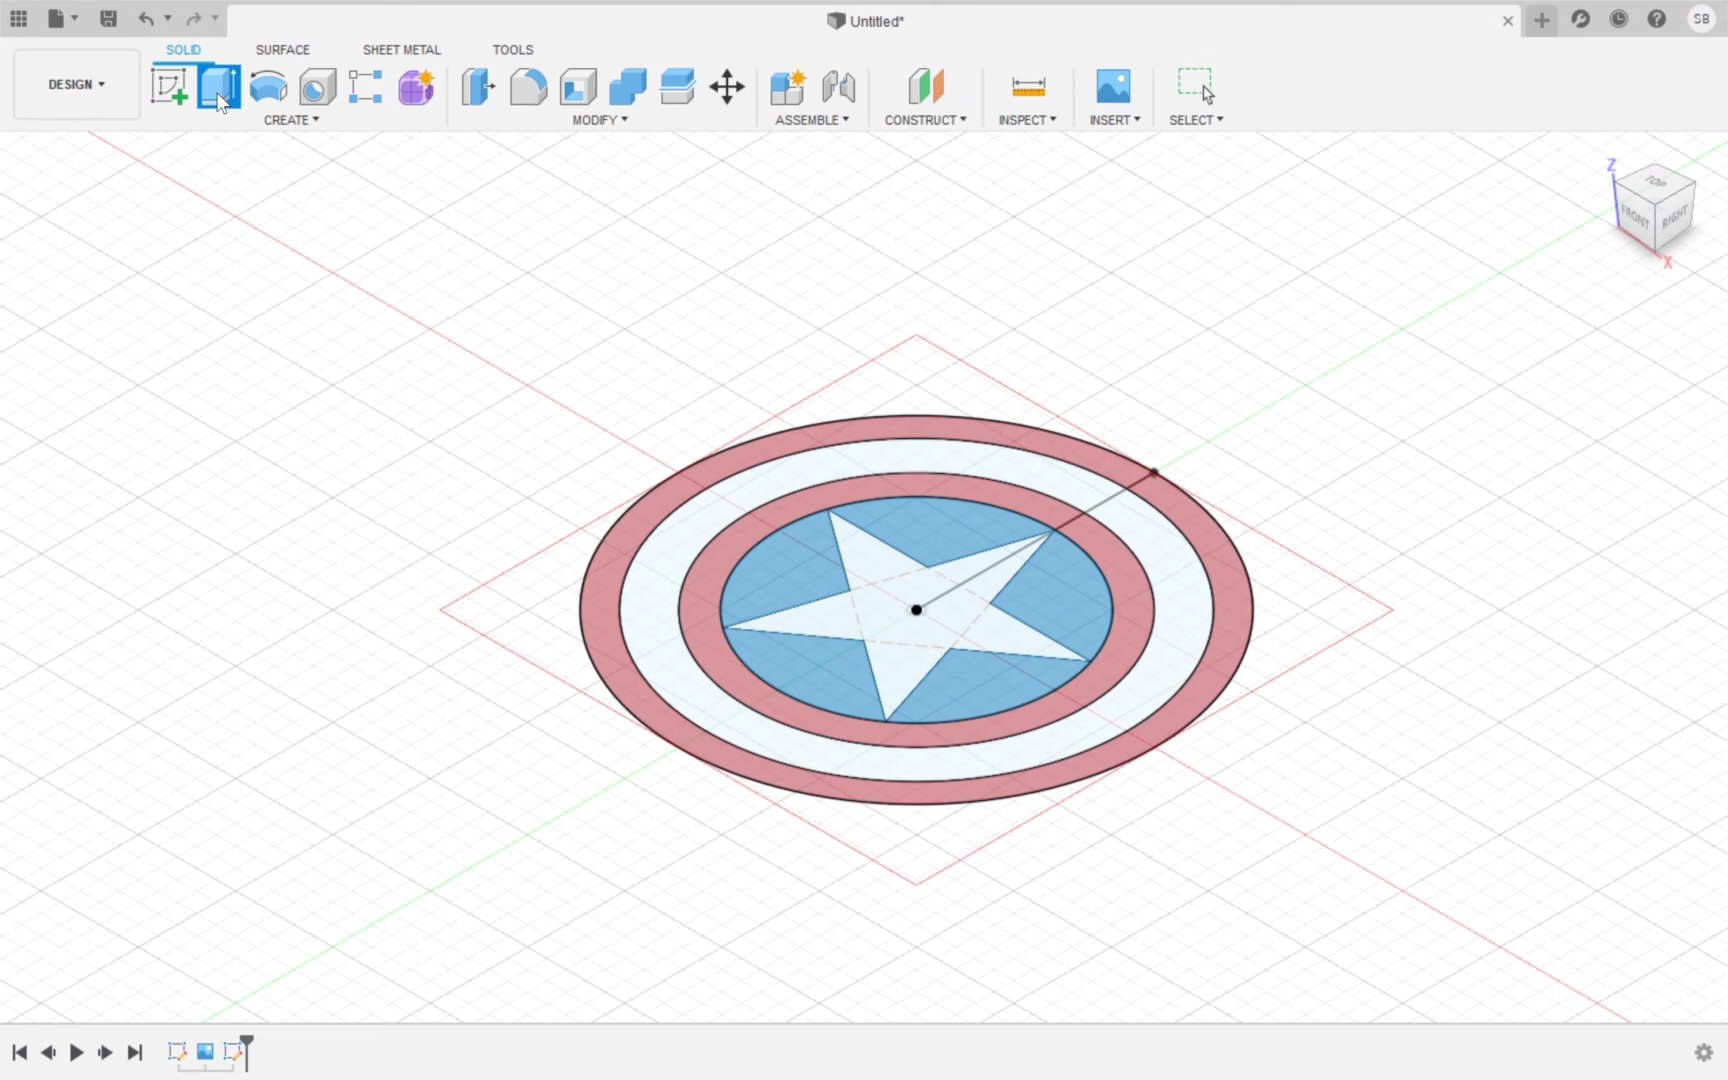 Untitled*
SB
SOLID SURFACE SHEET METAL TOOLS
DESIGN
CREATE MODIFY ASSEMBLE CONSTRUCT INSPECT INSERT SELECT
Z
TOP
FRONT RIGHT
X